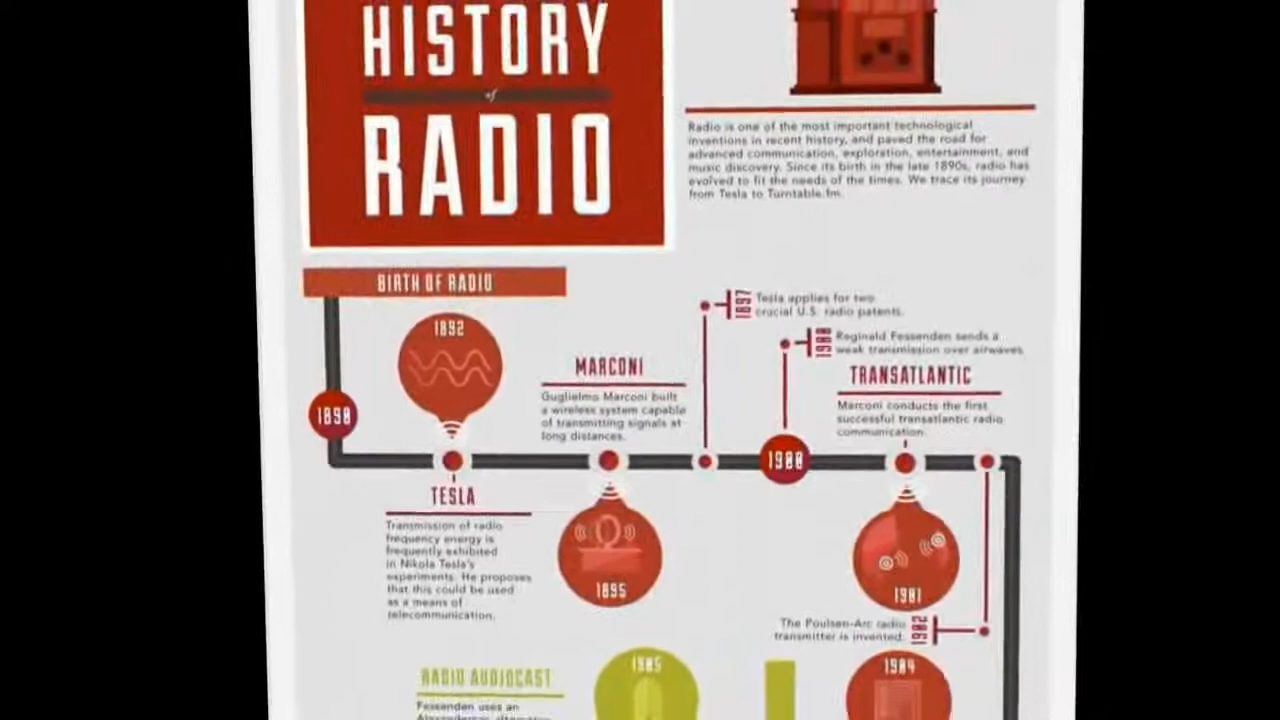 HISTORY
of
RADIO
Radio is one of the most important technological
inventions in recent history, and paved the road for
advanced communication, exploration, entertainment, and
music discovery. Since its birth in the late 1890s, radio has
evolved to fit the needs of the times. We trace its journey
from Tesla to Turntable.fm.
BIRTH OF RADIO
1890
1892
TESLA
Transmission of radio
frequency energy is
frequently exhibited
in Nikola Tesla's
experiments. He proposes
that this could be used
as a means of
telecommunication.
MARCONI
Guglielmo Marconi built
a wireless system capable
of transmitting signals at
long distances.
1895
1897
Tesla applies for two
crucial U.S. radio patents.
1900
Reginald Fessenden sends a
weak transmission over airwaves.
1900
TRANSATLANTIC
Marconi conducts the first
successful transatlantic radio
communication.
1901
The Poulsen-Arc radio
transmitter is invented.
1902
RADIO AUDIOCAST
Fessenden uses an
1905
1904